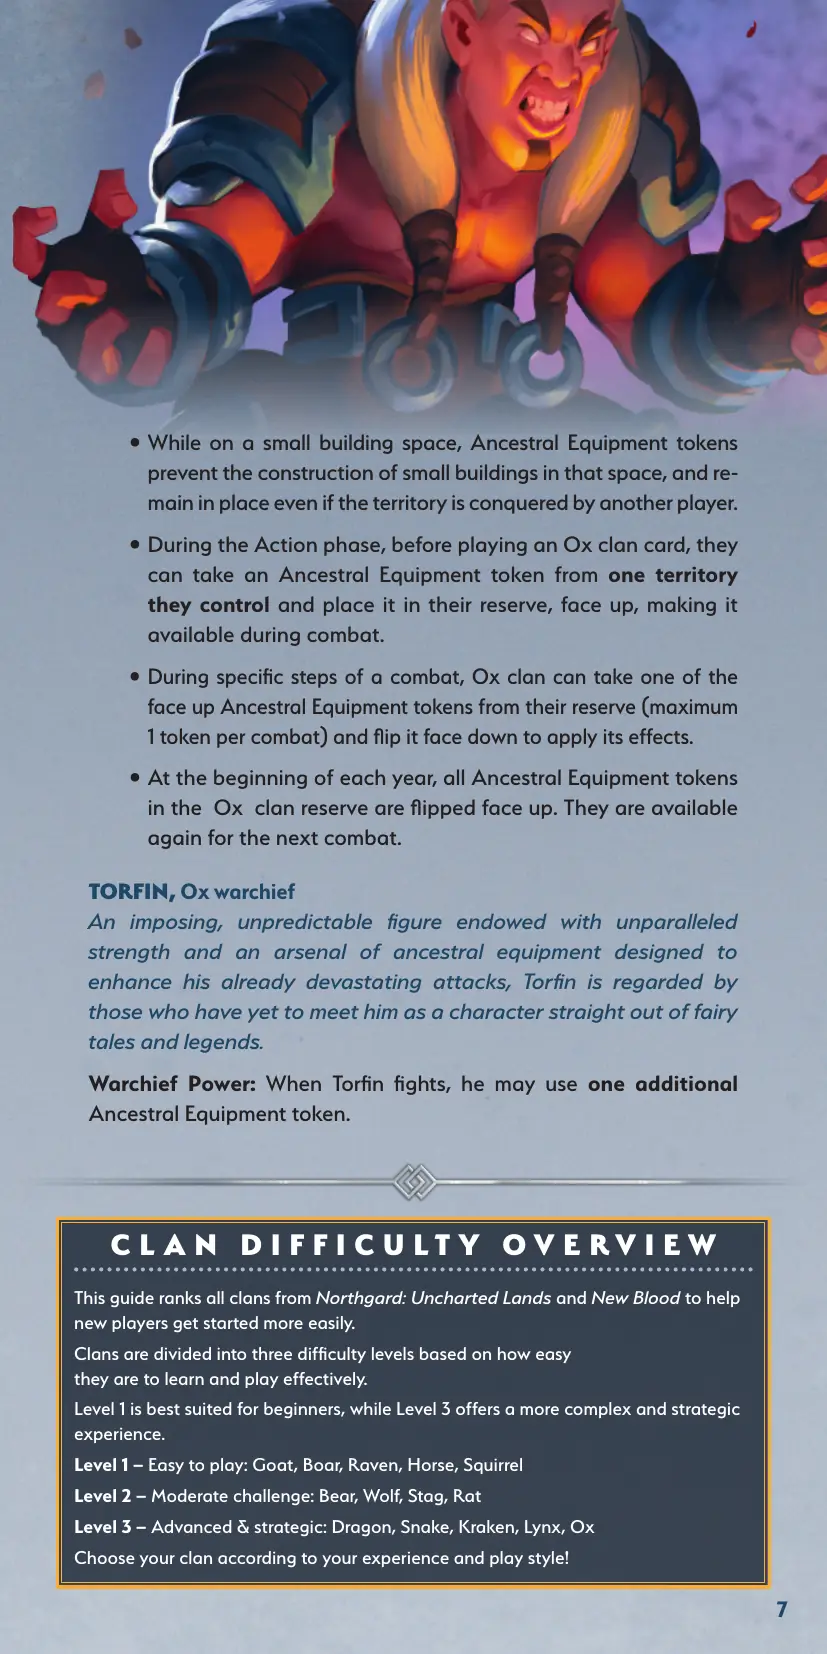 • While on a small building space, Ancestral Equipment tokens
prevent the construction of small buildings in that space, and re-
main in place even if the territory is conquered by another player.
• During the Action phase, before playing an Ox clan card, they
can take an Ancestral Equipment token from one territory
they control and place it in their reserve, face up, making it
available during combat.
• During specific steps of a combat, Ox clan can take one of the
face up Ancestral Equipment tokens from their reserve (maximum
1 token per combat) and flip it face down to apply its effects.
• At the beginning of each year, all Ancestral Equipment tokens
in the Ox clan reserve are flipped face up. They are available
again for the next combat.
TORFIN, Ox warchief
An imposing, unpredictable figure endowed with unparalleled
strength and an arsenal of ancestral equipment designed to
enhance his already devastating attacks, Torfin is regarded by
those who have yet to meet him as a character straight out of fairy
tales and legends.
Warchief Power: When Torfin fights, he may use one additional
Ancestral Equipment token.
CLAN DIFFICULTY OVERVIEW
This guide ranks all clans from Northgard: Uncharted Lands and New Blood to help
new players get started more easily.
Clans are divided into three difficulty levels based on how easy
they are to learn and play effectively.
Level 1 is best suited for beginners, while Level 3 offers a more complex and strategic
experience.
Level 1 – Easy to play: Goat, Boar, Raven, Horse, Squirrel
Level 2 – Moderate challenge: Bear, Wolf, Stag, Rat
Level 3 – Advanced & strategic: Dragon, Snake, Kraken, Lynx, Ox
Choose your clan according to your experience and play style!
7